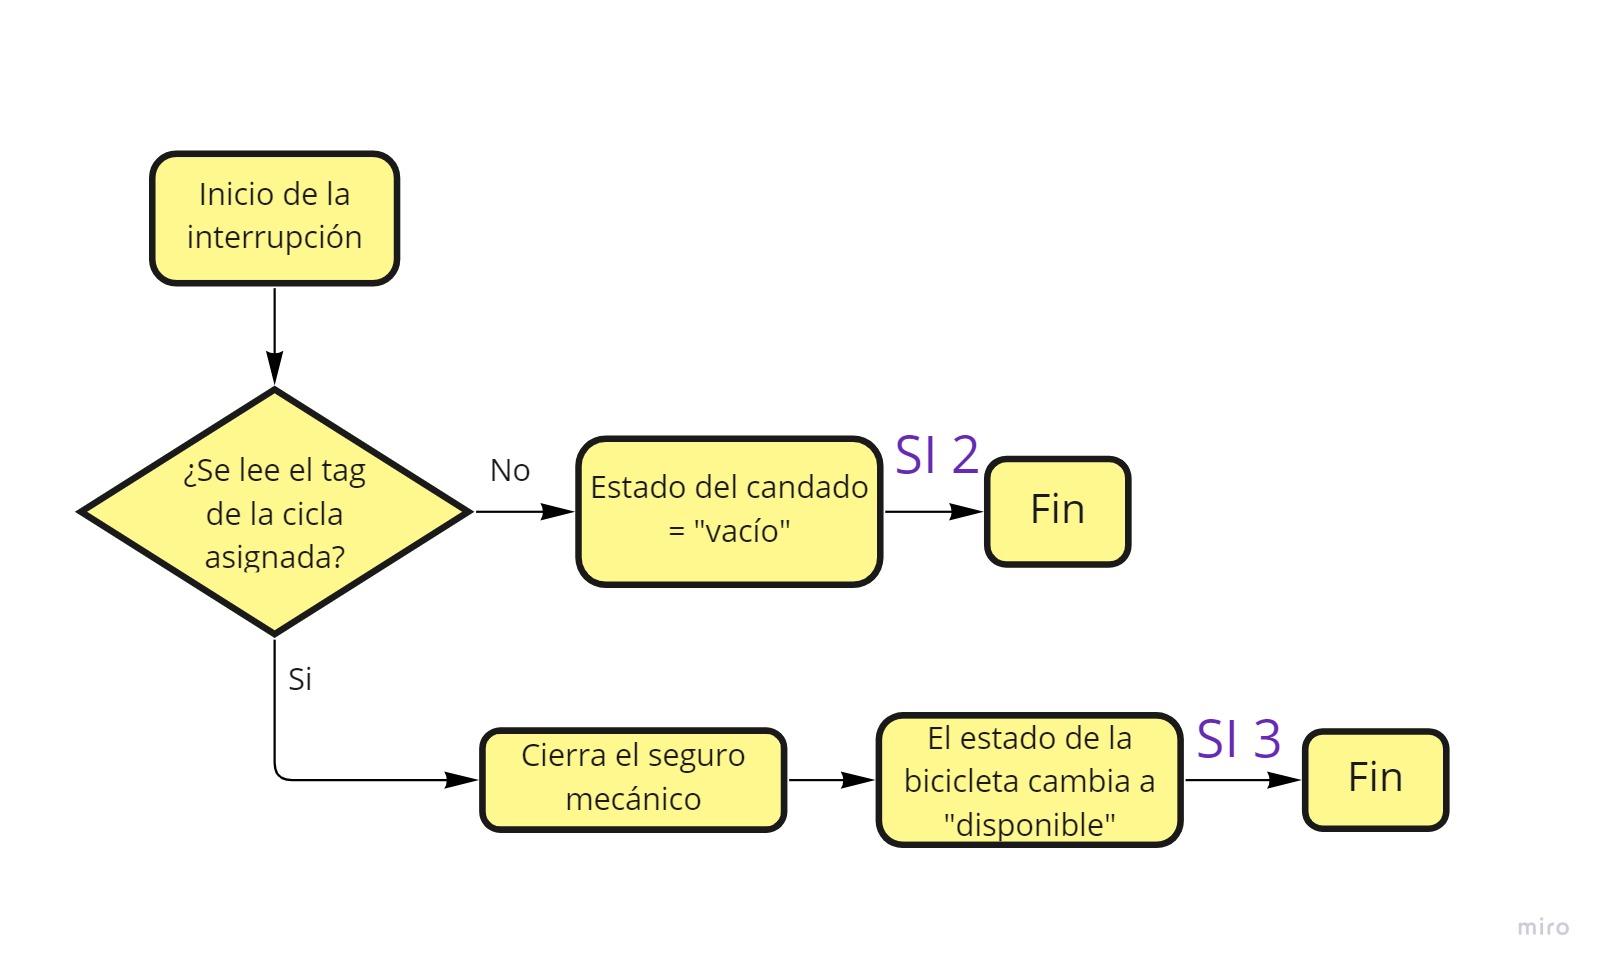 Inicio de la
interrupción
¿Se lee el tag
de la cicla
asignada?
No
Estado del candado
= "vacío"
SI 2
Fin
Si
Cierra el seguro
mecánico
El estado de la
bicicleta cambia a
"disponible"
SI 3
Fin
miro